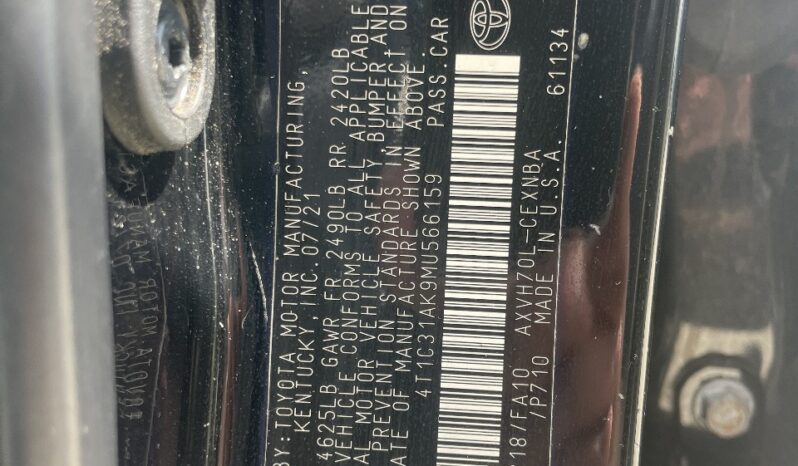 BY:TOYOTA MOTOR MANUFACTURING,
KENTUCKY, INC. 07/21
4625LB GAWR FR 2490LB RR 2420LB
VEHICLE CONFORMS TO ALL APPLICABLE
AL MOTOR VEHICLE SAFETY BUMPER AND
PREVENTION STANDARDS IN EFFECT ON
ATE OF MANUFACTURE SHOWN ABOVE.
4T1C31AK9MU566159 PASS.CAR
218/FA10 AXVH70L-CEXNBA 61134
/P710 MADE IN U.S.A.